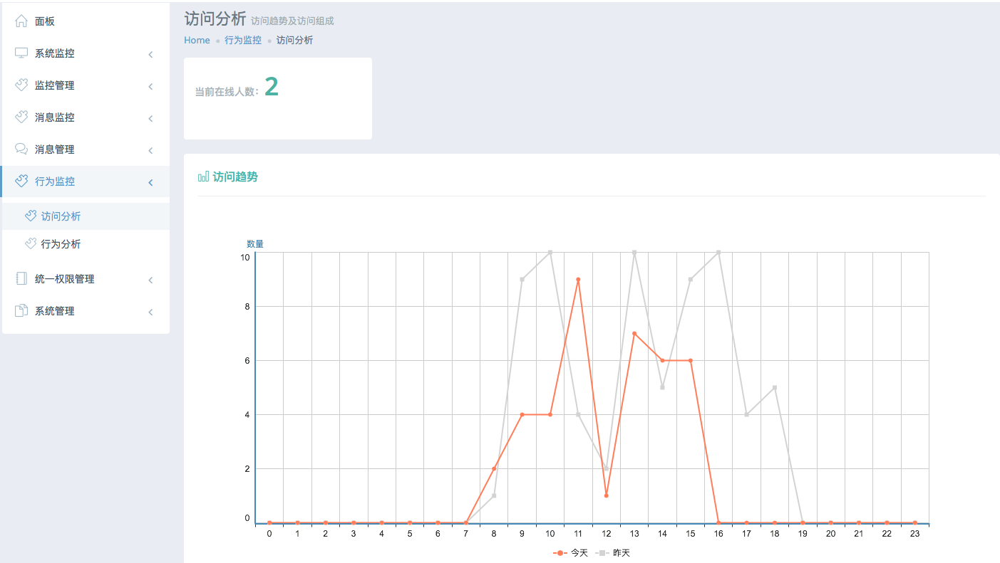 面板
系统监控
监控管理
消息监控
消息管理
行为监控
访问分析
行为分析
统一权限管理
系统管理
访问分析 访问趋势及访问组成
Home 行为监控 访问分析
当前在线人数: 2
访问趋势
数量
10
8
6
4
2
0
0 1 2 3 4 5 6 7 8 9 10 11 12 13 14 15 16 17 18 19 20 21 22 23
今天 昨天